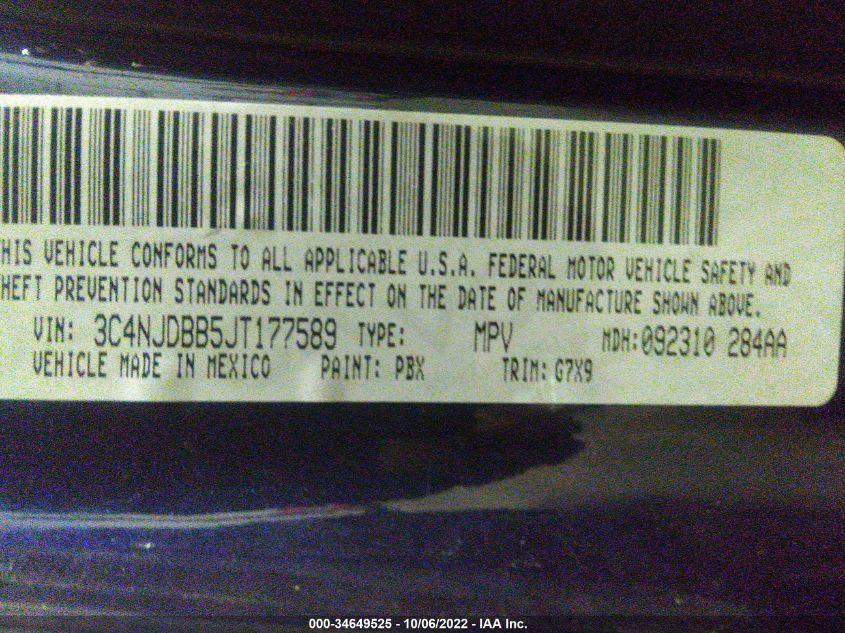 HIS VEHICLE CONFORMS TO ALL APPLICABLE U.S.A. FEDERAL MOTOR VEHICLE SAFETY AND
HEFT PREVENTION STANDARDS IN EFFECT ON THE DATE OF MANUFACTURE SHOWN ABOVE.
VIN: 3C4NJDBB5JT177589 TYPE: MPV MDH:092310 284AA
VEHICLE MADE IN MEXICO PAINT: PBX TRIM: G7X9
000-34649525 - 10/06/2022 - IAA Inc.